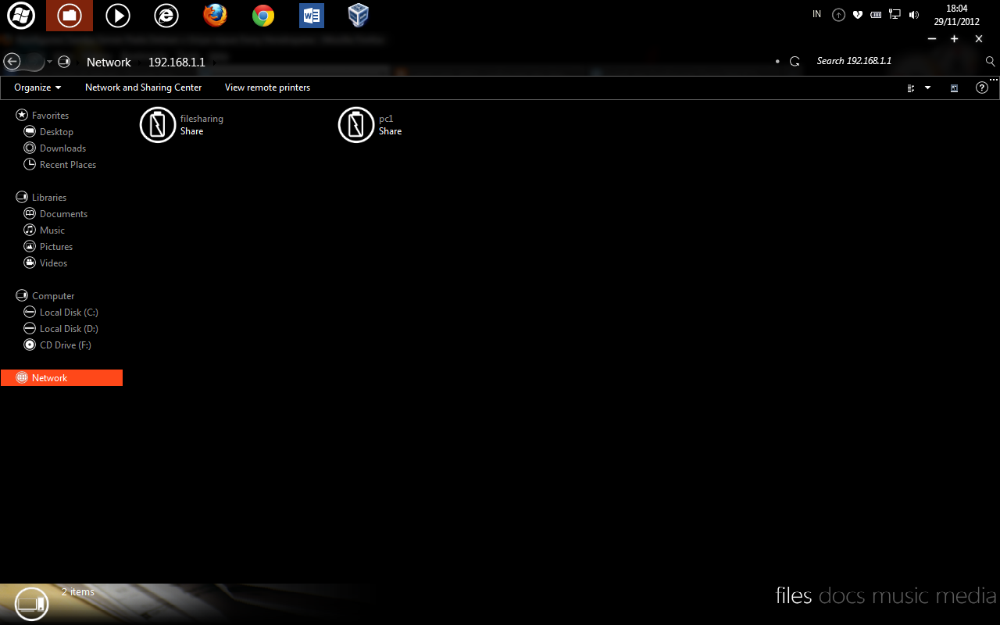 IN
18:04
29/11/2012
Network 192.168.1.1
Search 192.168.1.1
Organize Network and Sharing Center View remote printers
Favorites
Desktop
Downloads
Recent Places
Libraries
Documents
Music
Pictures
Videos
Computer
Local Disk (C:)
Local Disk (D:)
CD Drive (F:)
Network
filesharing
Share
pc1
Share
2 items
files docs music media